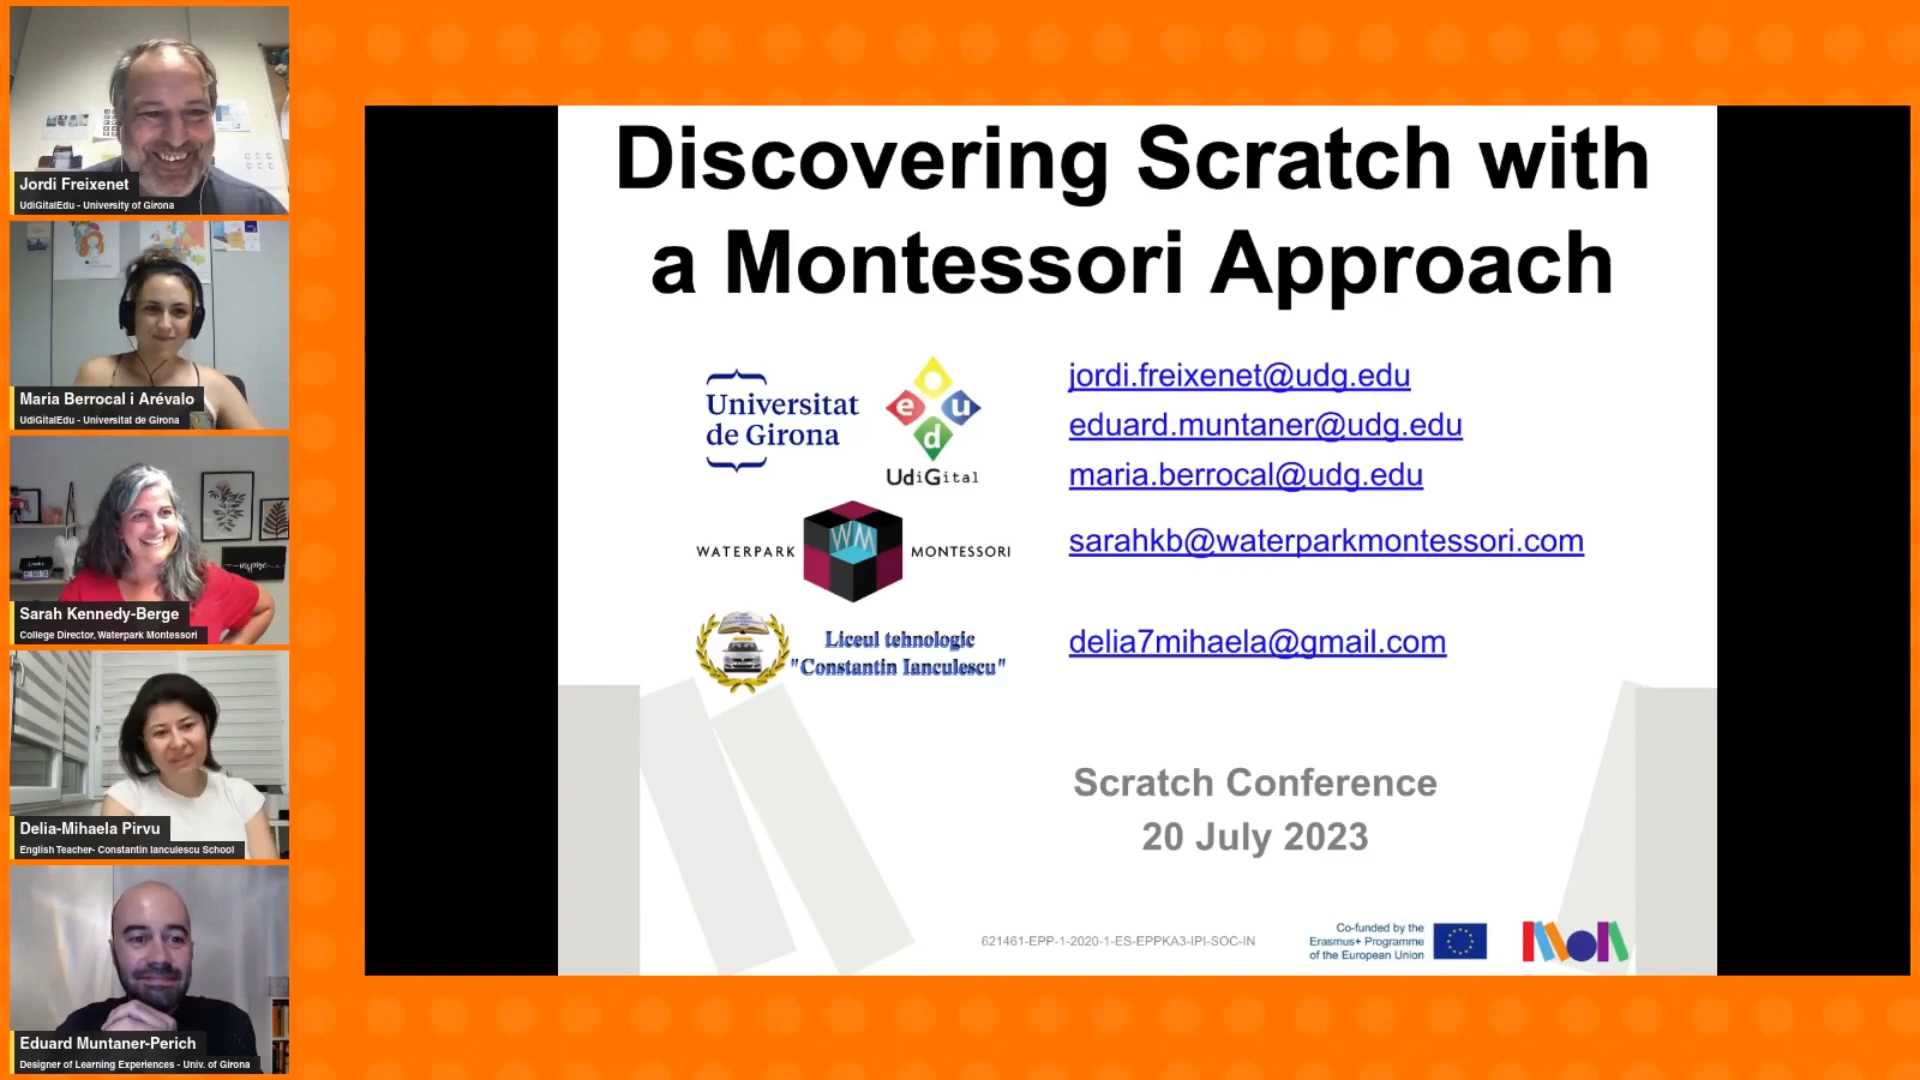 Jordi Freixenet
UdiGitalEdu - University of Girona
Maria Berrocal i Arévalo
UdiGitalEdu - Universitat de Girona
Sarah Kennedy-Berge
College Director, Waterpark Montessori
Delia-Mihaela Pirvu
English Teacher- Constantin Ianculescu School
Eduard Muntaner-Perich
Designer of Learning Experiences - Univ. of Girona
Discovering Scratch with
a Montessori Approach
Universitat
de Girona
e d u
UdiGital
jordi.freixenet@udg.edu
eduard.muntaner@udg.edu
maria.berrocal@udg.edu
WATERPARK WM MONTESSORI
sarahkb@waterparkmontessori.com
Liceul tehnologic
"Constantin Ianculescu"
delia7mihaela@gmail.com
Scratch Conference
20 July 2023
621461-EPP-1-2020-1-ES-EPPKA3-IPI-SOC-IN
Co-funded by the
Erasmus+ Programme
of the European Union